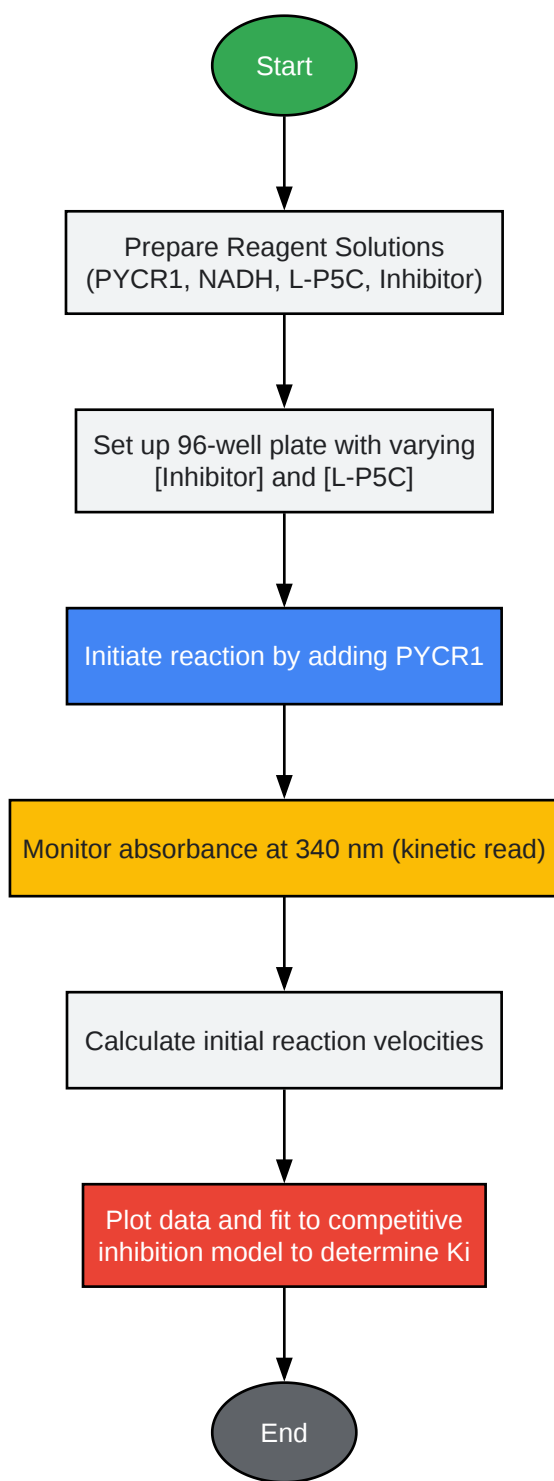 Start
Prepare Reagent Solutions
(PYCR1, NADH, L-P5C, Inhibitor)
Set up 96-well plate with varying
[Inhibitor] and [L-P5C]
Initiate reaction by adding PYCR1
Monitor absorbance at 340 nm (kinetic read)
Calculate initial reaction velocities
Plot data and fit to competitive
inhibition model to determine Ki
End